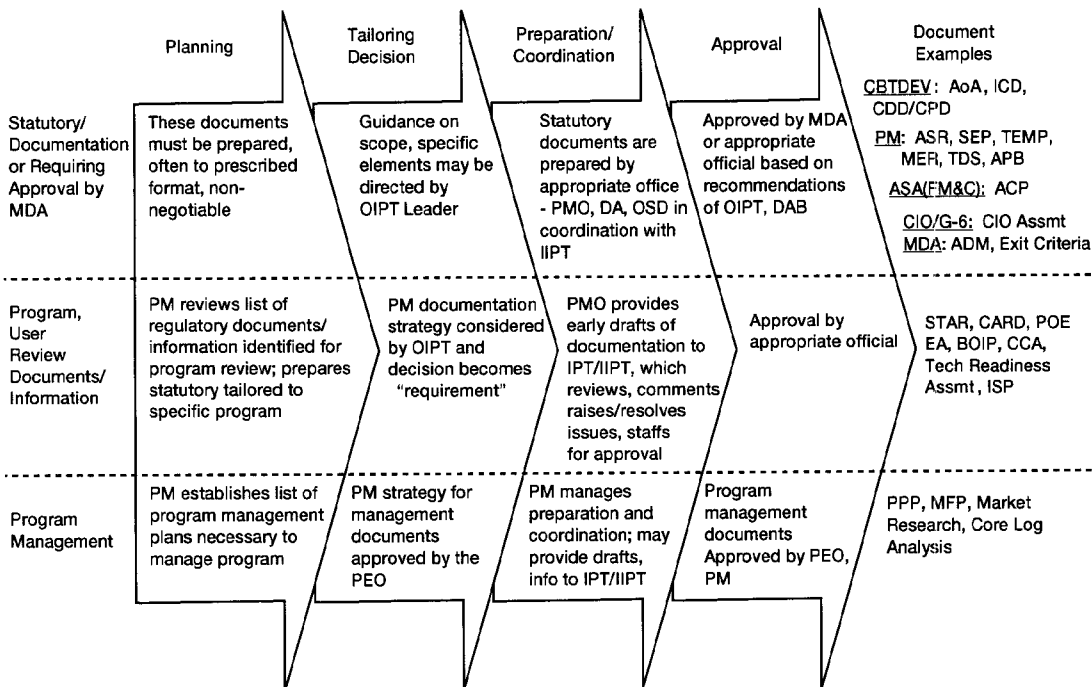 Planning
Tailoring
Decision
Preparation/
Coordination
Approval
Document
Examples
Statutory/
Documentation
or Requiring
Approval by
MDA
These documents
must be prepared,
often to prescribed
format, non-
negotiable
Guidance on
scope, specific
elements may be
directed by
OIPT Leader
Statutory
documents are
prepared by
appropriate office
- PMO, DA, OSD in
coordination with
IIPT
Approved by MDA
or appropriate
official based on
recommendations
of OIPT, DAB
CBTDEV: AoA, ICD,
CDD/CPD
PM: ASR, SEP, TEMP,
MER, TDS, APB
ASA(FM&C): ACP
CIO/G-6: CIO Assmt
MDA: ADM, Exit Criteria
Program,
User
Review
Documents/
Information
PM reviews list of
regulatory documents/
information identified for
program review; prepares
statutory tailored to
specific program
PM documentation
strategy considered
by OIPT and
decision becomes
“requirement”
PMO provides
early drafts of
documentation to
IPT/IIPT, which
reviews, comments
raises/resolves
issues, staffs
for approval
Approval by
appropriate official
STAR, CARD, POE
EA, BOIP, CCA,
Tech Readiness
Assmt, ISP
Program
Management
PM establishes list of
program management
plans necessary to
manage program
PM strategy for
management
documents
approved by the
PEO
PM manages
preparation and
coordination; may
provide drafts,
info to IPT/IIPT
Program
management
documents
Approved by PEO,
PM
PPP, MFP, Market
Research, Core Log
Analysis